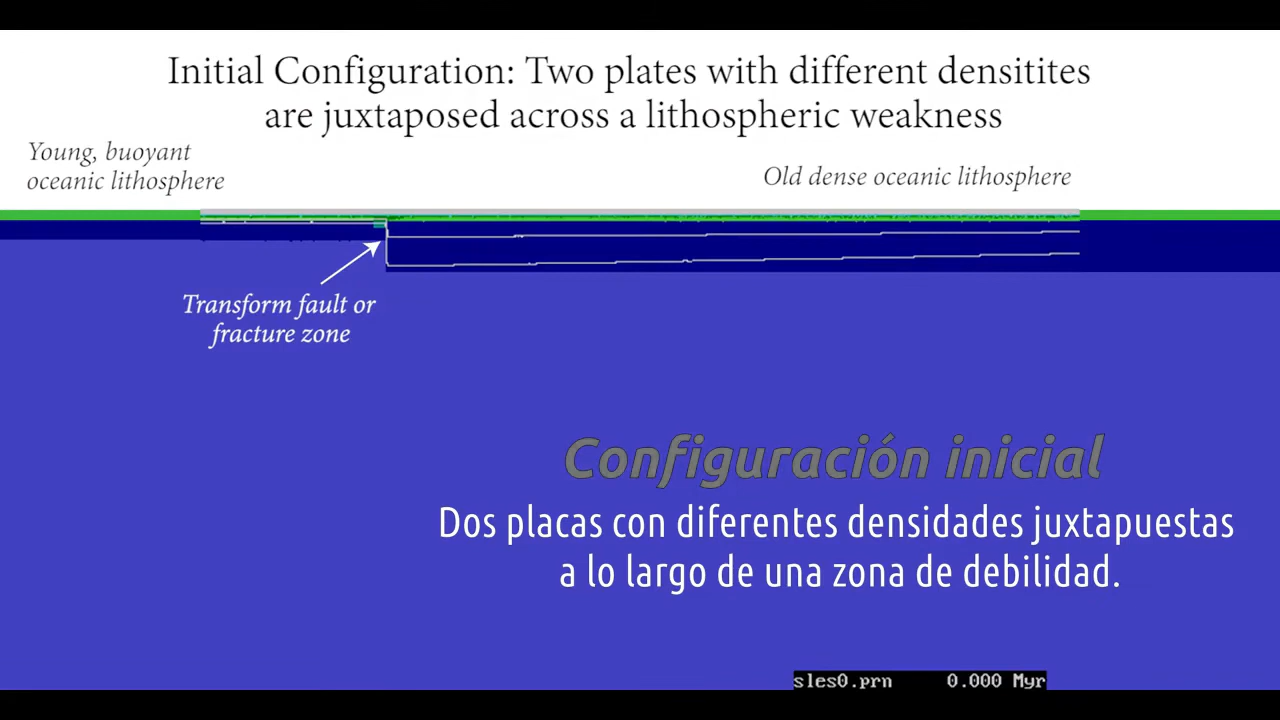 Initial Configuration: Two plates with different densitites
are juxtaposed across a lithospheric weakness
Young, buoyant
oceanic lithosphere
Old dense oceanic lithosphere
Transform fault or
fracture zone
Configuración inicial
Dos placas con diferentes densidades juxtapuestas
a lo largo de una zona de debilidad.
sles0.prn 0.000 Myr